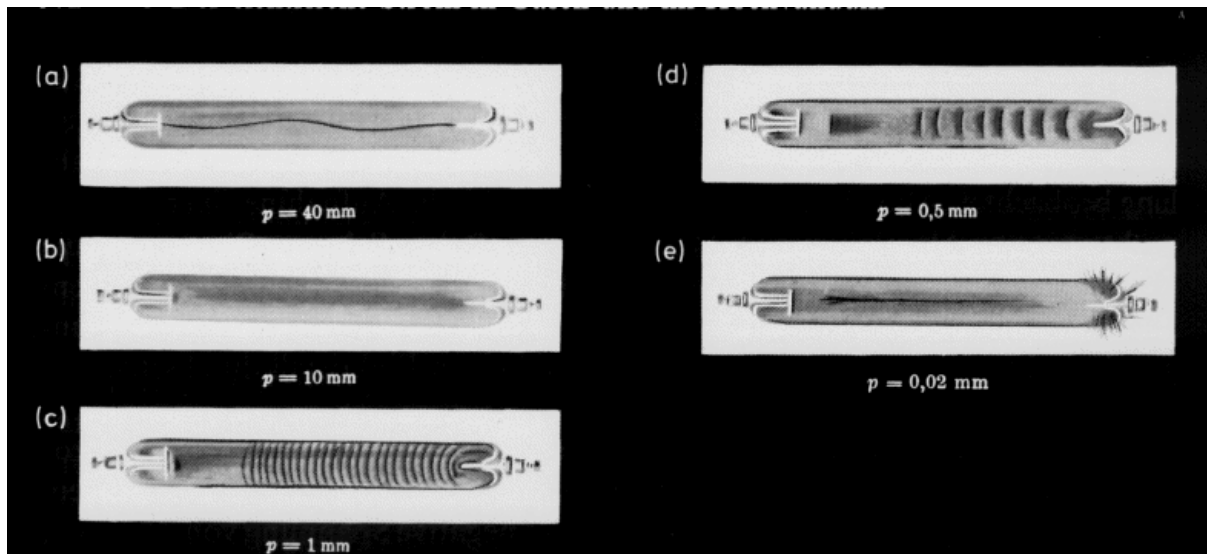 (a)
p = 40 mm
(b)
p = 10 mm
(c)
p = 1 mm
(d)
p = 0,5 mm
(e)
p = 0,02 mm